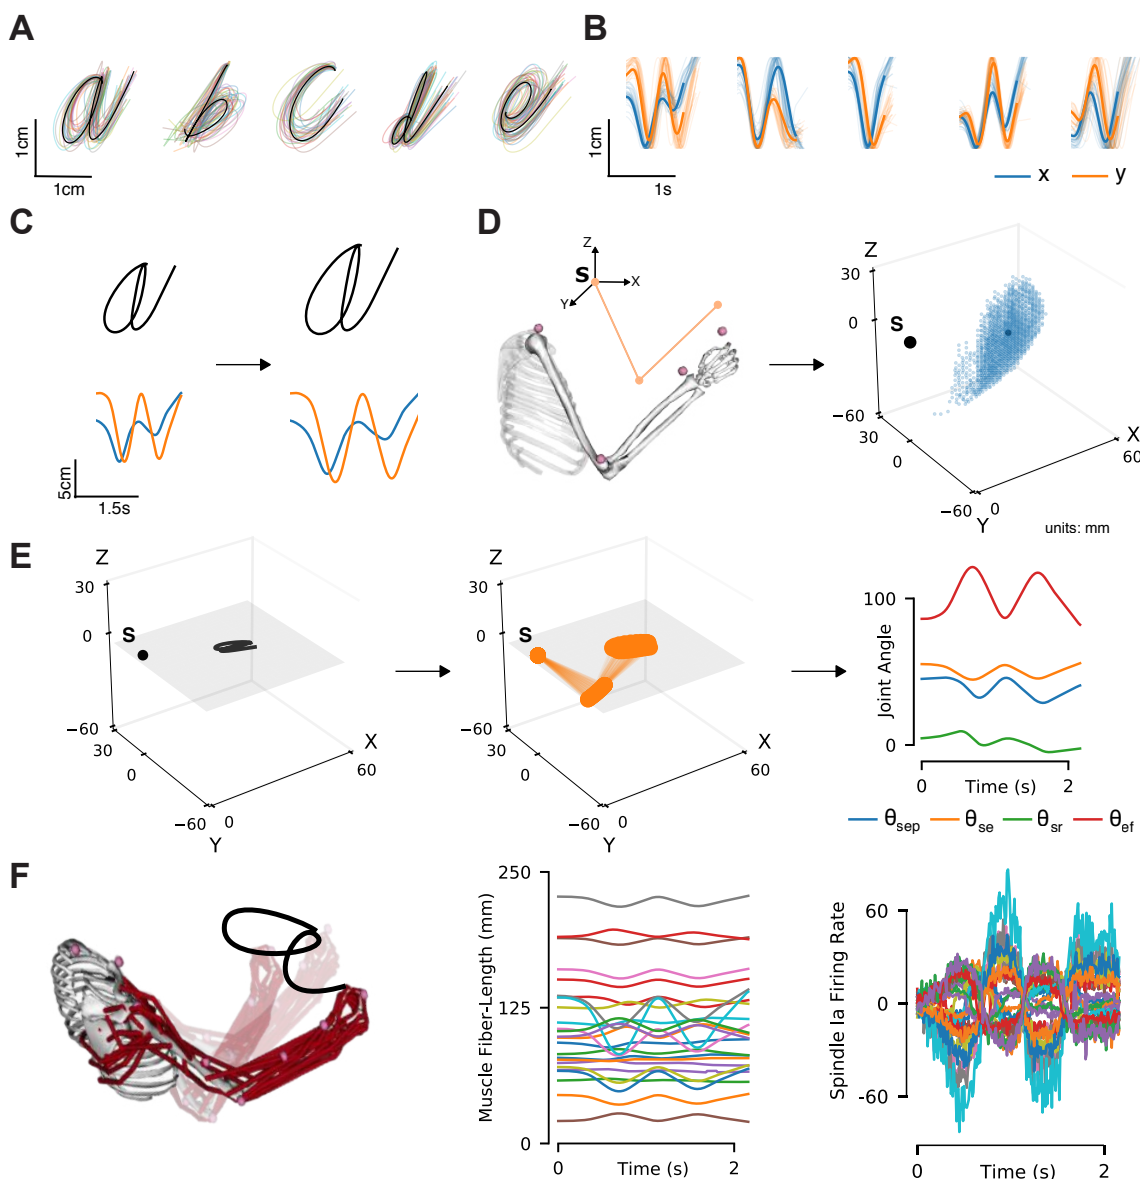 A
B
1cm
1cm
1cm
1s
x
y
C
D
5cm
1.5s
Z
S
X
Y
Z
30
0
S
−60
30
0
−60
0
Y
X
60
units: mm
E
Z
30
0
S
−60
30
0
−60
0
Y
X
60
Z
30
0
S
−60
30
0
−60
0
Y
X
60
100
Joint Angle
0
0
Time (s)
2
θsep
θse
θsr
θef
F
250
Muscle Fiber-Length (mm)
125
0
0
Time (s)
2
Spindle Ia Firing Rate
60
0
-60
0
Time (s)
2